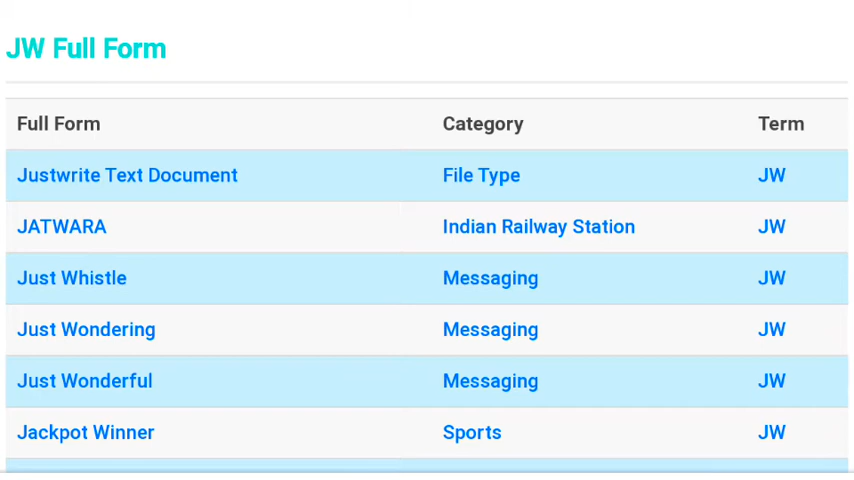 JW Full Form
Full Form Category Term
Justwrite Text Document File Type JW
JATWARA Indian Railway Station JW
Just Whistle Messaging JW
Just Wondering Messaging JW
Just Wonderful Messaging JW
Jackpot Winner Sports JW